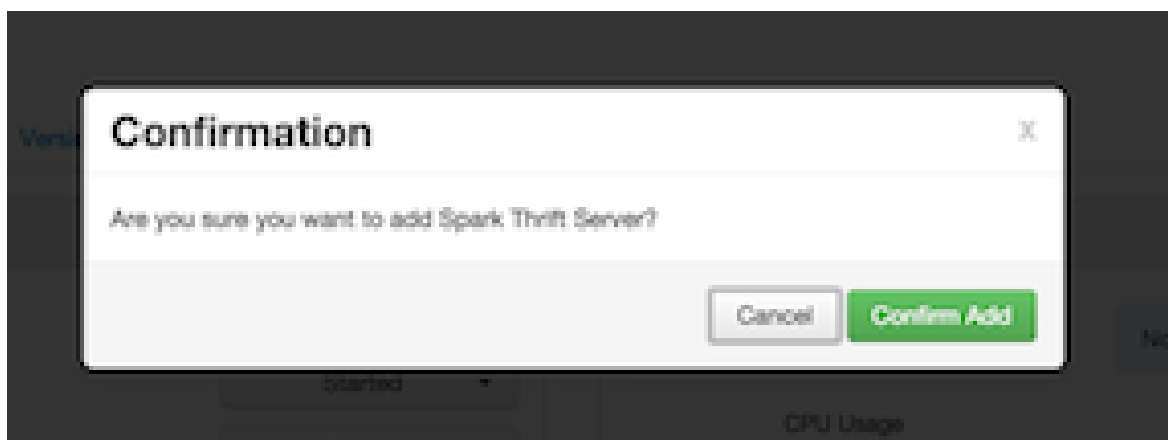 Confirmation
X
Are you sure you want to add Spark Thrift Server?
Cancel
Confirm Add
Started
CPU Usage